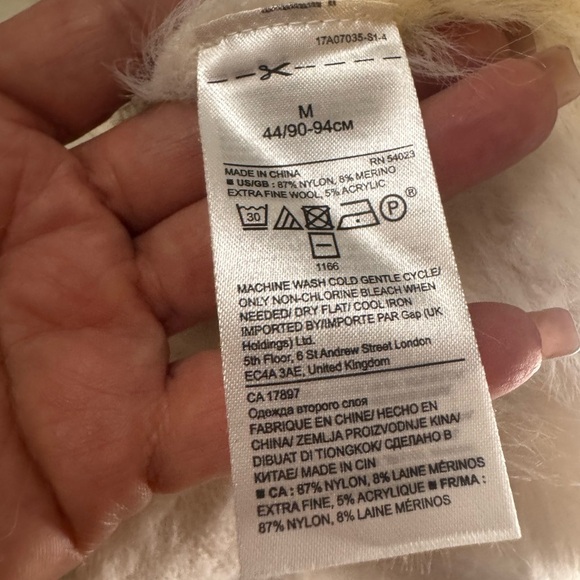 17A07035-S1-4
M
44/90-94CM
RN 54023
MADE IN CHINA
■ US/GB : 87% NYLON, 8% MERINO
EXTRA FINE WOOL, 5% ACRYLIC
30 P ®
1166
MACHINE WASH COLD GENTLE CYCLE/
ONLY NON-CHLORINE BLEACH WHEN
NEEDED/ DRY FLAT/ COOL IRON
IMPORTED BY/IMPORTE PAR Gap (UK
Holdings) Ltd.
5th Floor, 6 St Andrew Street London
EC4A 3AE, United Kingdom
CA 17897
Одежда второго слоя
FABRIQUE EN CHINE/ HECHO EN
CHINA/ ZEMLJA PROIZVODNJE KINA/
DIBUAT DI TIONGKOK/ СДЕЛАНО В
КИТАЕ/ MADE IN CIN
■ CA : 87% NYLON, 8% LAINE MÉRINOS
EXTRA FINE, 5% ACRYLIQUE ■ FR/MA :
87% NYLON, 8% LAINE MÉRINOS